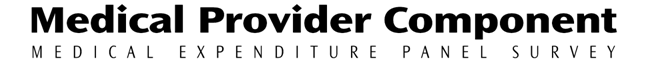 Medical Provider Component
MEDICAL EXPENDITURE PANEL SURVEY